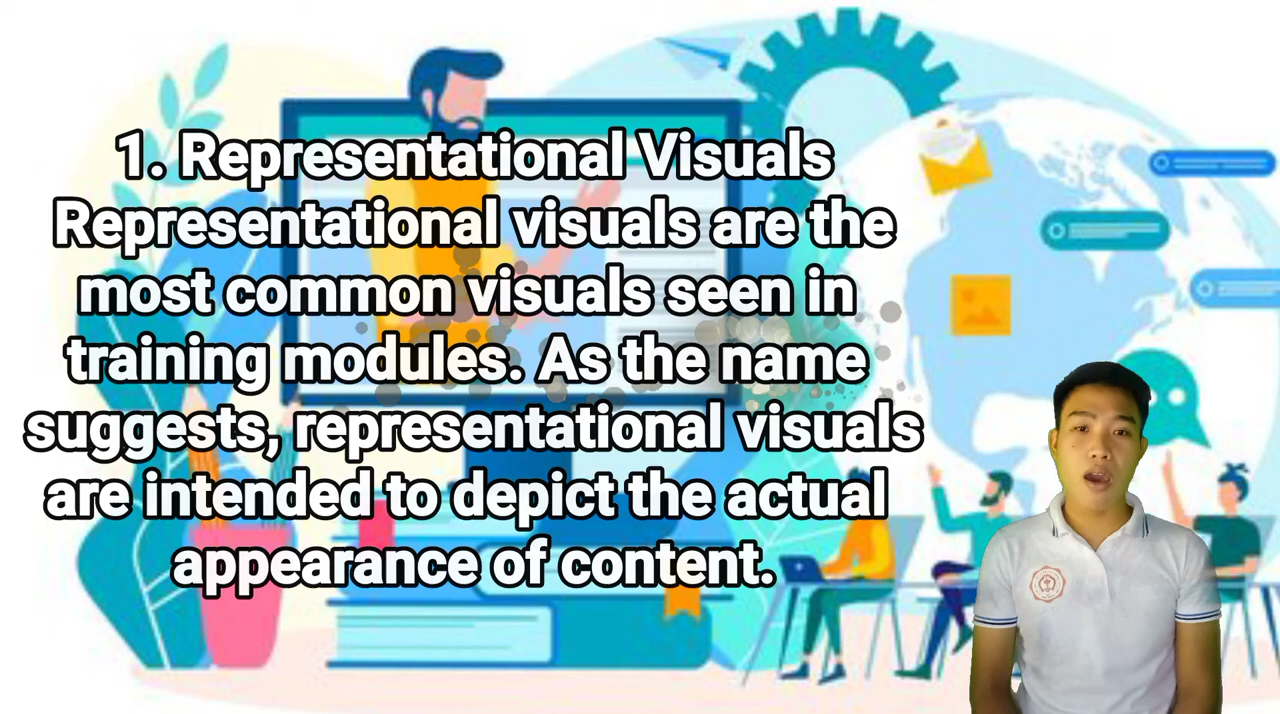 1. Representational Visuals
Representational visuals are the
most common visuals seen in
training modules. As the name
suggests, representational visuals
are intended to depict the actual
appearance of content.